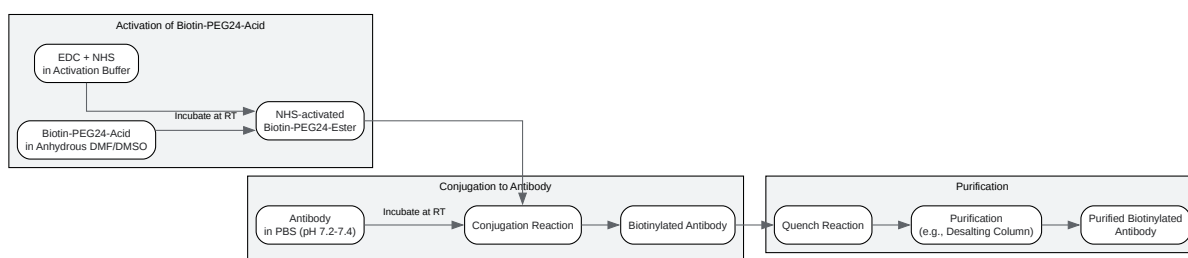 Activation of Biotin-PEG24-Acid
EDC + NHS
in Activation Buffer
Incubate at RT
Biotin-PEG24-Acid
in Anhydrous DMF/DMSO
NHS-activated
Biotin-PEG24-Ester
Conjugation to Antibody
Antibody
in PBS (pH 7.2-7.4)
Incubate at RT
Conjugation Reaction
Biotinylated Antibody
Purification
Quench Reaction
Purification
(e.g., Desalting Column)
Purified Biotinylated
Antibody